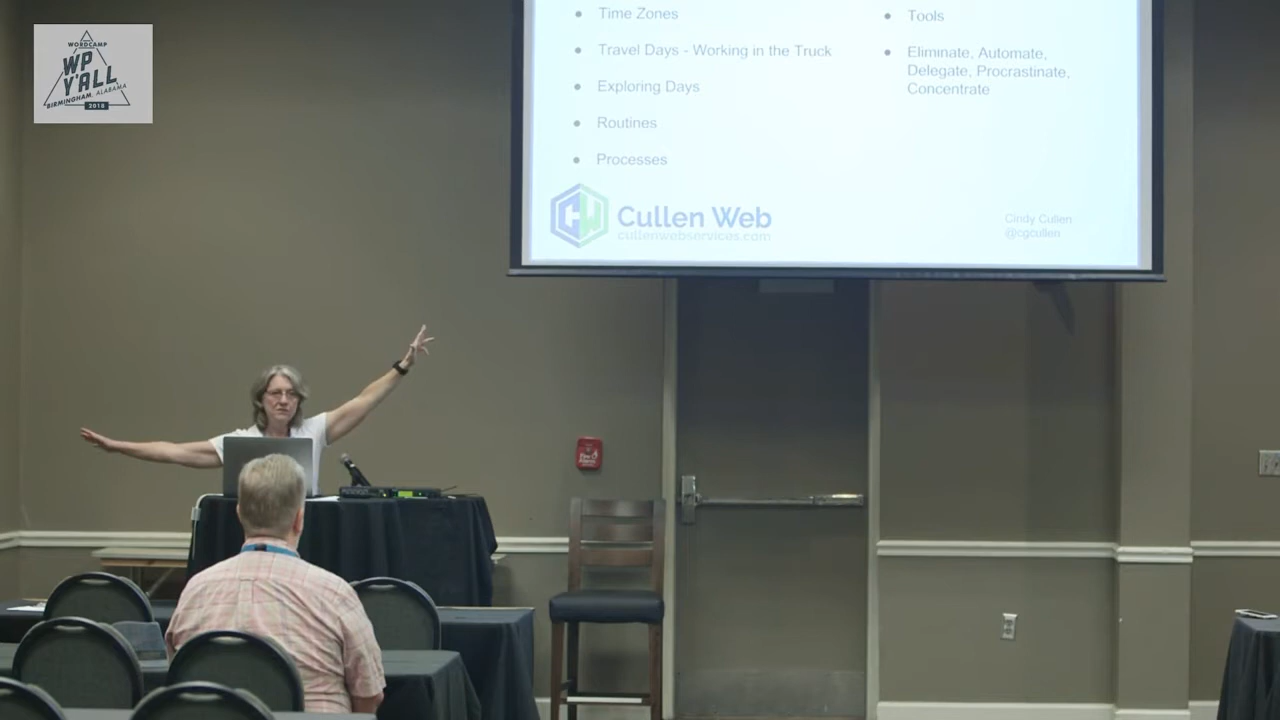 WORDCAMP
WP
Y'ALL
BIRMINGHAM, ALABAMA
2018
• Time Zones
• Travel Days - Working in the Truck
• Exploring Days
• Routines
• Processes
• Tools
• Eliminate, Automate,
Delegate, Procrastinate,
Concentrate
CW
Cullen Web
cullenwebservices.com
Cindy Cullen
@cgcullen